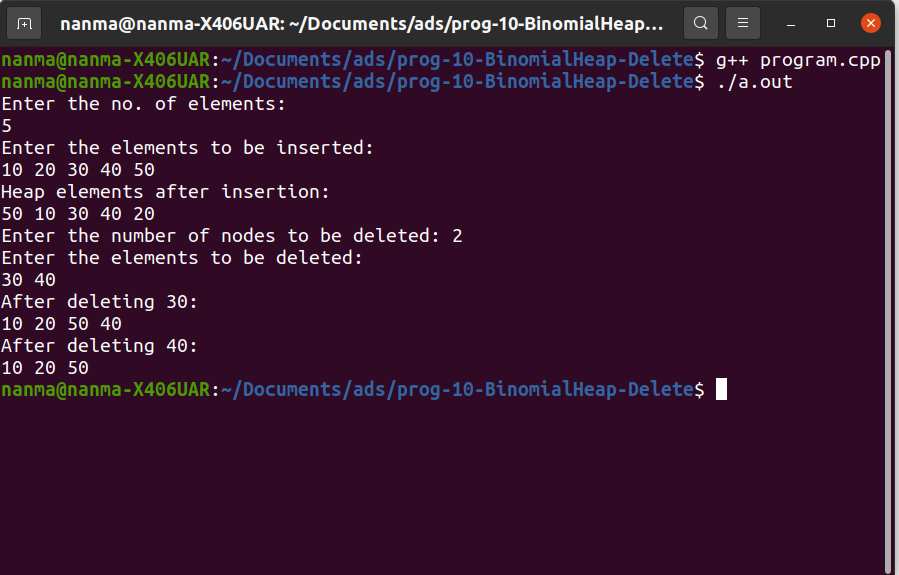 nanma@nanma-X406UAR: ~/Documents/ads/prog-10-BinomialHeap...
nanma@nanma-X406UAR:~/Documents/ads/prog-10-BinomialHeap-Delete$ g++ program.cpp
nanma@nanma-X406UAR:~/Documents/ads/prog-10-BinomialHeap-Delete$ ./a.out
Enter the no. of elements:
5
Enter the elements to be inserted:
10 20 30 40 50
Heap elements after insertion:
50 10 30 40 20
Enter the number of nodes to be deleted: 2
Enter the elements to be deleted:
30 40
After deleting 30:
10 20 50 40
After deleting 40:
10 20 50
nanma@nanma-X406UAR:~/Documents/ads/prog-10-BinomialHeap-Delete$